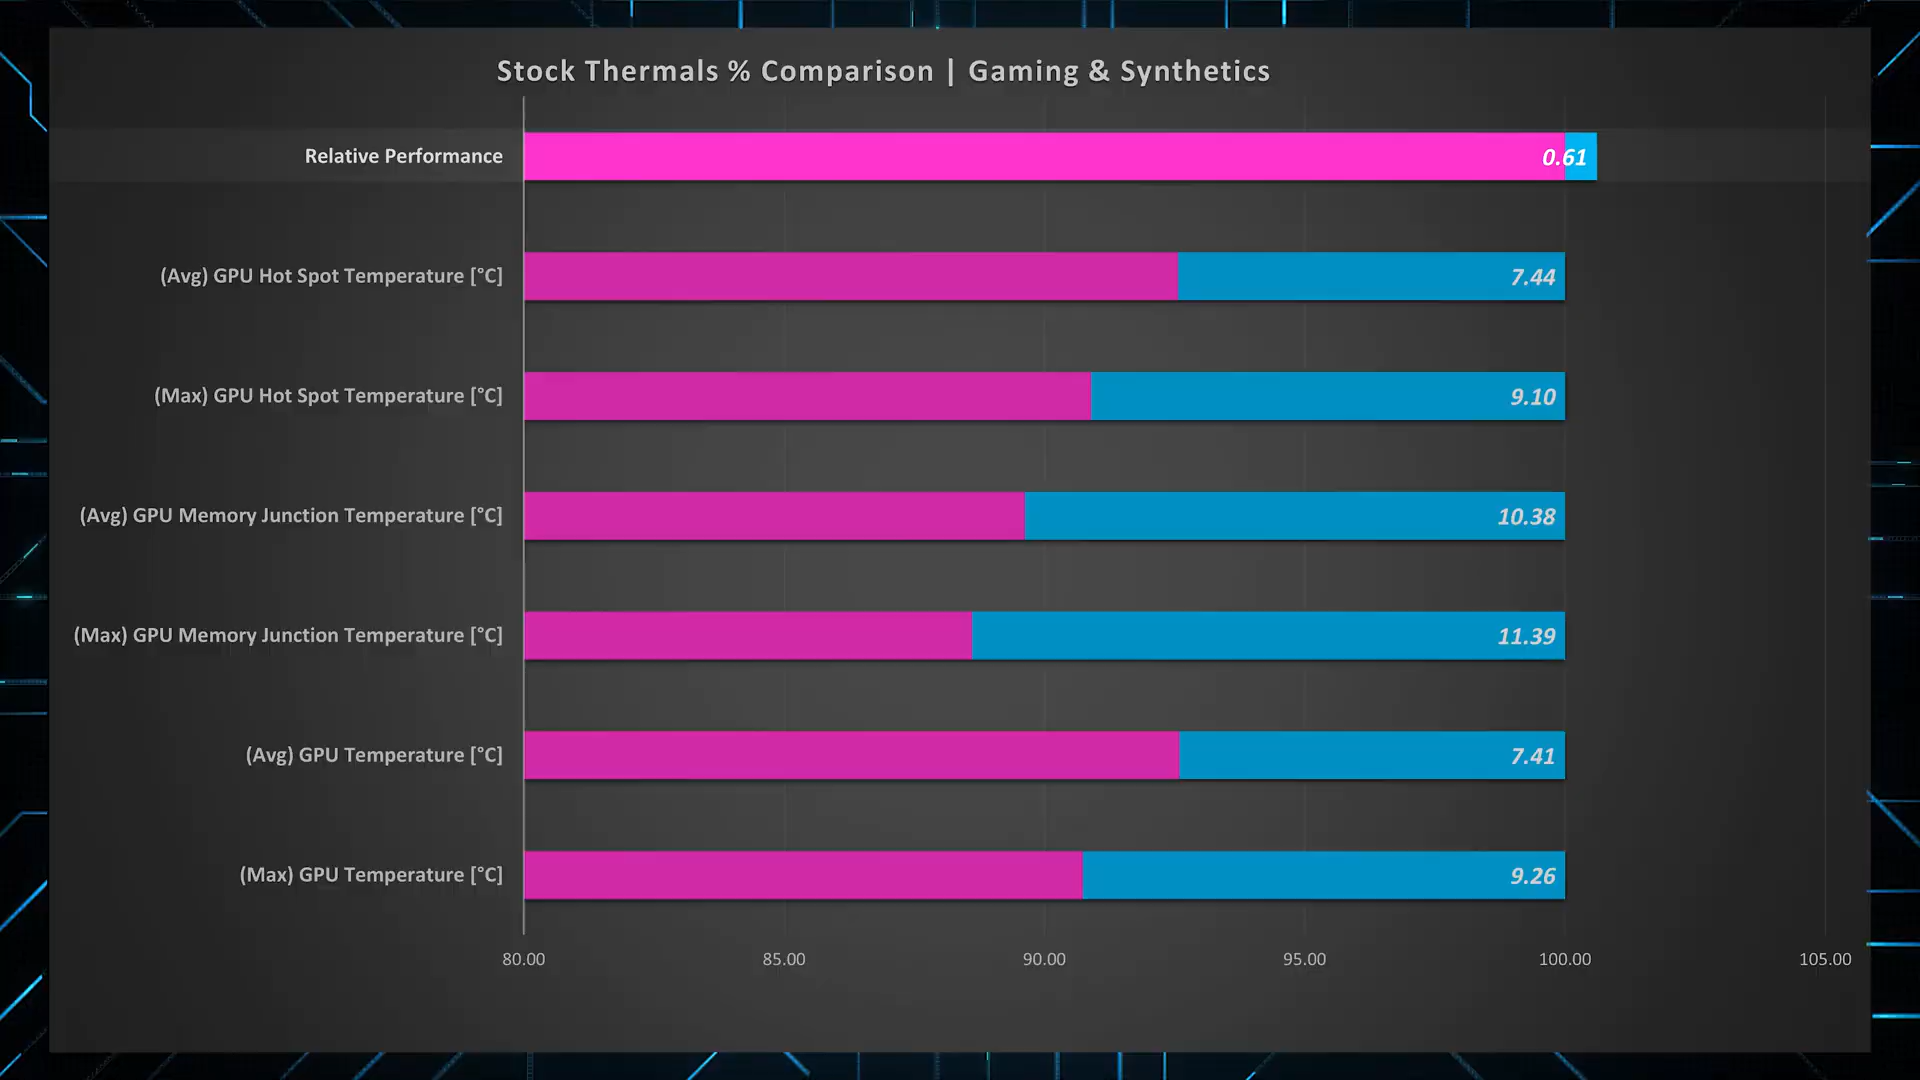 Stock Thermals % Comparison | Gaming & Synthetics
Relative Performance
0.61
(Avg) GPU Hot Spot Temperature [°C]
7.44
(Max) GPU Hot Spot Temperature [°C]
9.10
(Avg) GPU Memory Junction Temperature [°C]
10.38
(Max) GPU Memory Junction Temperature [°C]
11.39
(Avg) GPU Temperature [°C]
7.41
(Max) GPU Temperature [°C]
9.26
80.00 85.00 90.00 95.00 100.00 105.00